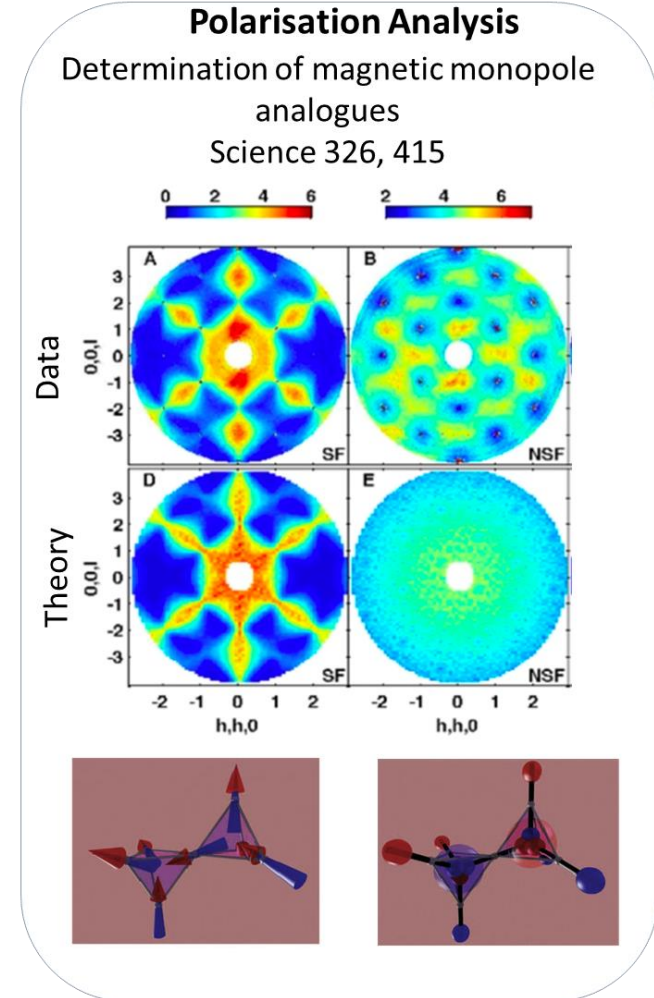 Polarisation Analysis
Determination of magnetic monopole
analogues
Science 326, 415
0 2 4 6
2 4 6
Data
0,0,l
3
2
1
0
-1
-2
-3
A
SF
B
NSF
Theory
0,0,l
3
2
1
0
-1
-2
-3
D
SF
E
NSF
-2 -1 0 1 2
h,h,0
-2 -1 0 1 2
h,h,0